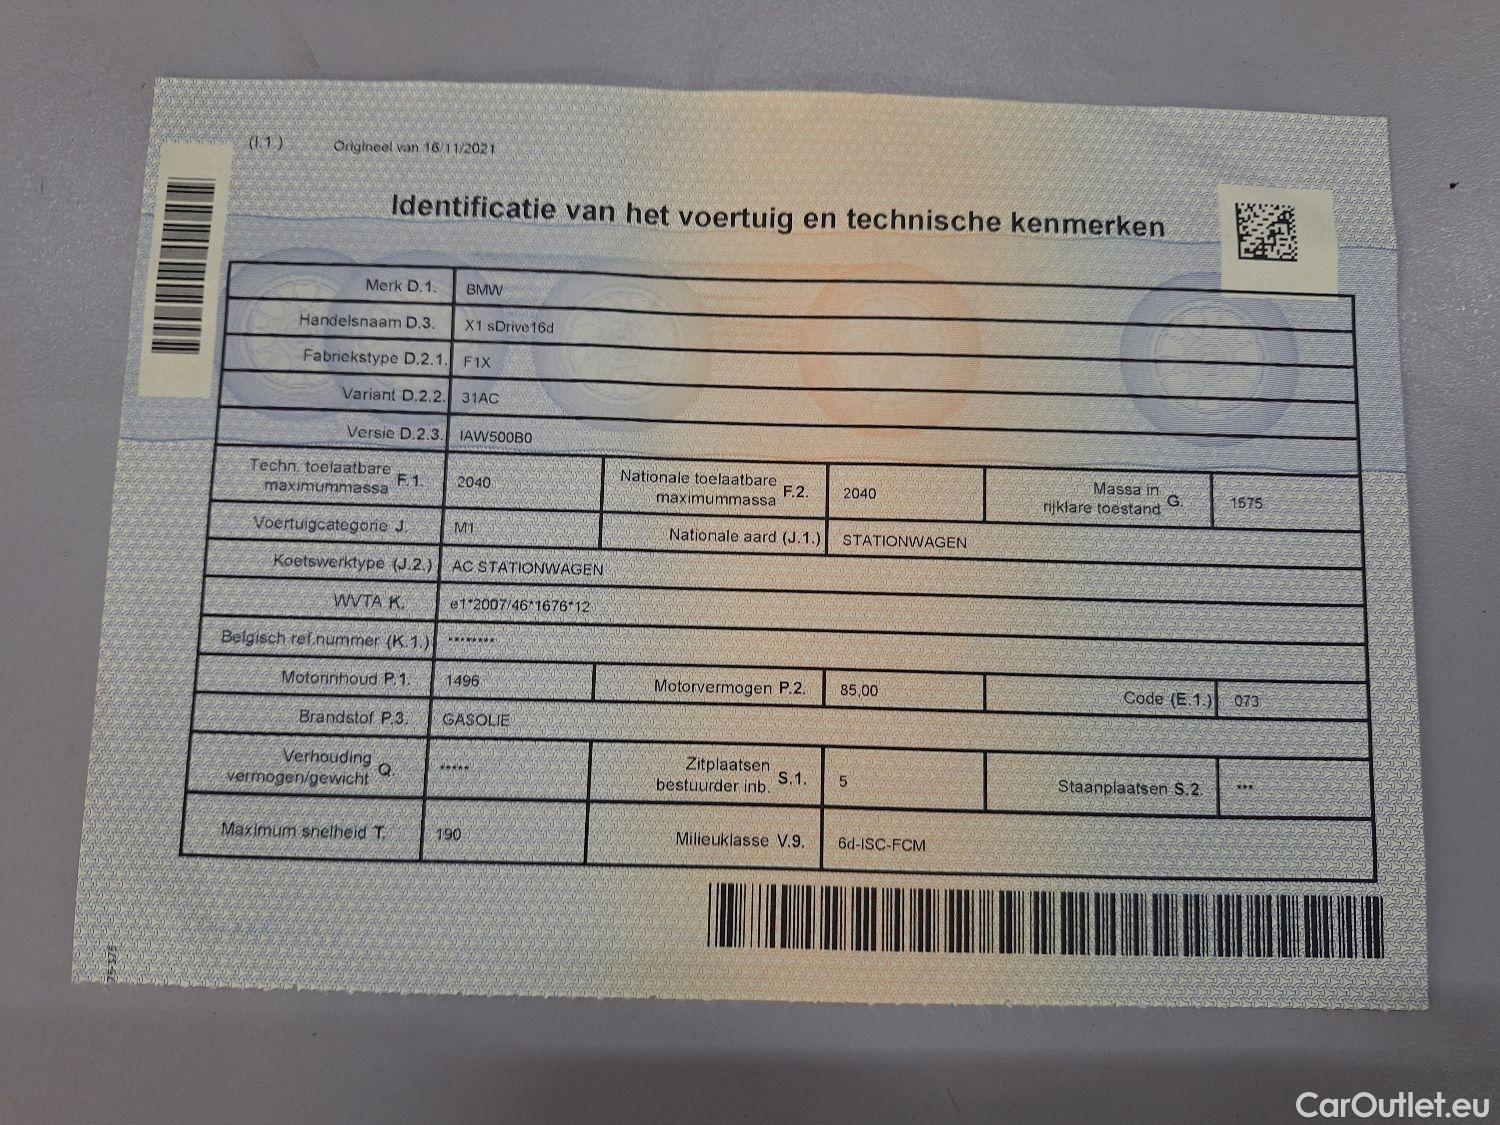 (I.1.) Origineel van 16/11/2021
Identificatie van het voertuig en technische kenmerken
Merk D.1. BMW
Handelsnaam D.3. X1 sDrive16d
Fabriekstype D.2.1. F1X
Variant D.2.2. 31AC
Versie D.2.3. IAW500B0
Techn. toelaatbare maximummassa F.1. 2040 Nationale toelaatbare maximummassa F.2. 2040 Massa in rijklare toestand G. 1575
Voertuigcategorie J. M1 Nationale aard (J.1.) STATIONWAGEN
Koetswerktype (J.2.) AC STATIONWAGEN
WVTA K. e1*2007/46*1676*12
Belgisch ref.nummer (K.1.) ********
Motorinhoud P.1. 1496 Motorvermogen P.2. 85,00 Code (E.1.) 073
Brandstof P.3. GASOLIE
Verhouding vermogen/gewicht Q. ***** Zitplaatsen bestuurder inb. S.1. 5 Staanplaatsen S.2. ***
Maximum snelheid T. 190 Milieuklasse V.9. 6d-ISC-FCM
CarOutlet.eu